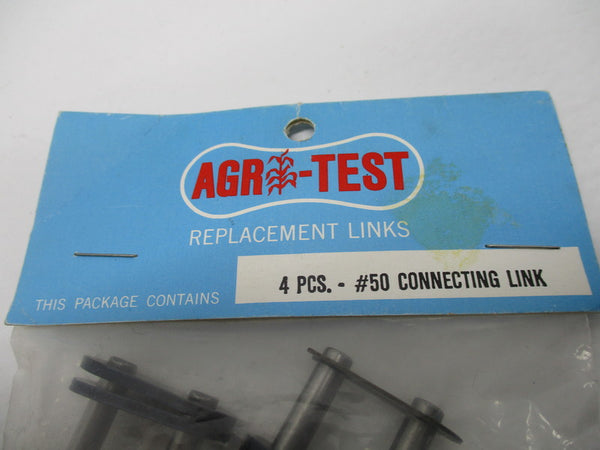 AGRI-TEST
REPLACEMENT LINKS
THIS PACKAGE CONTAINS 4 PCS. - #50 CONNECTING LINK